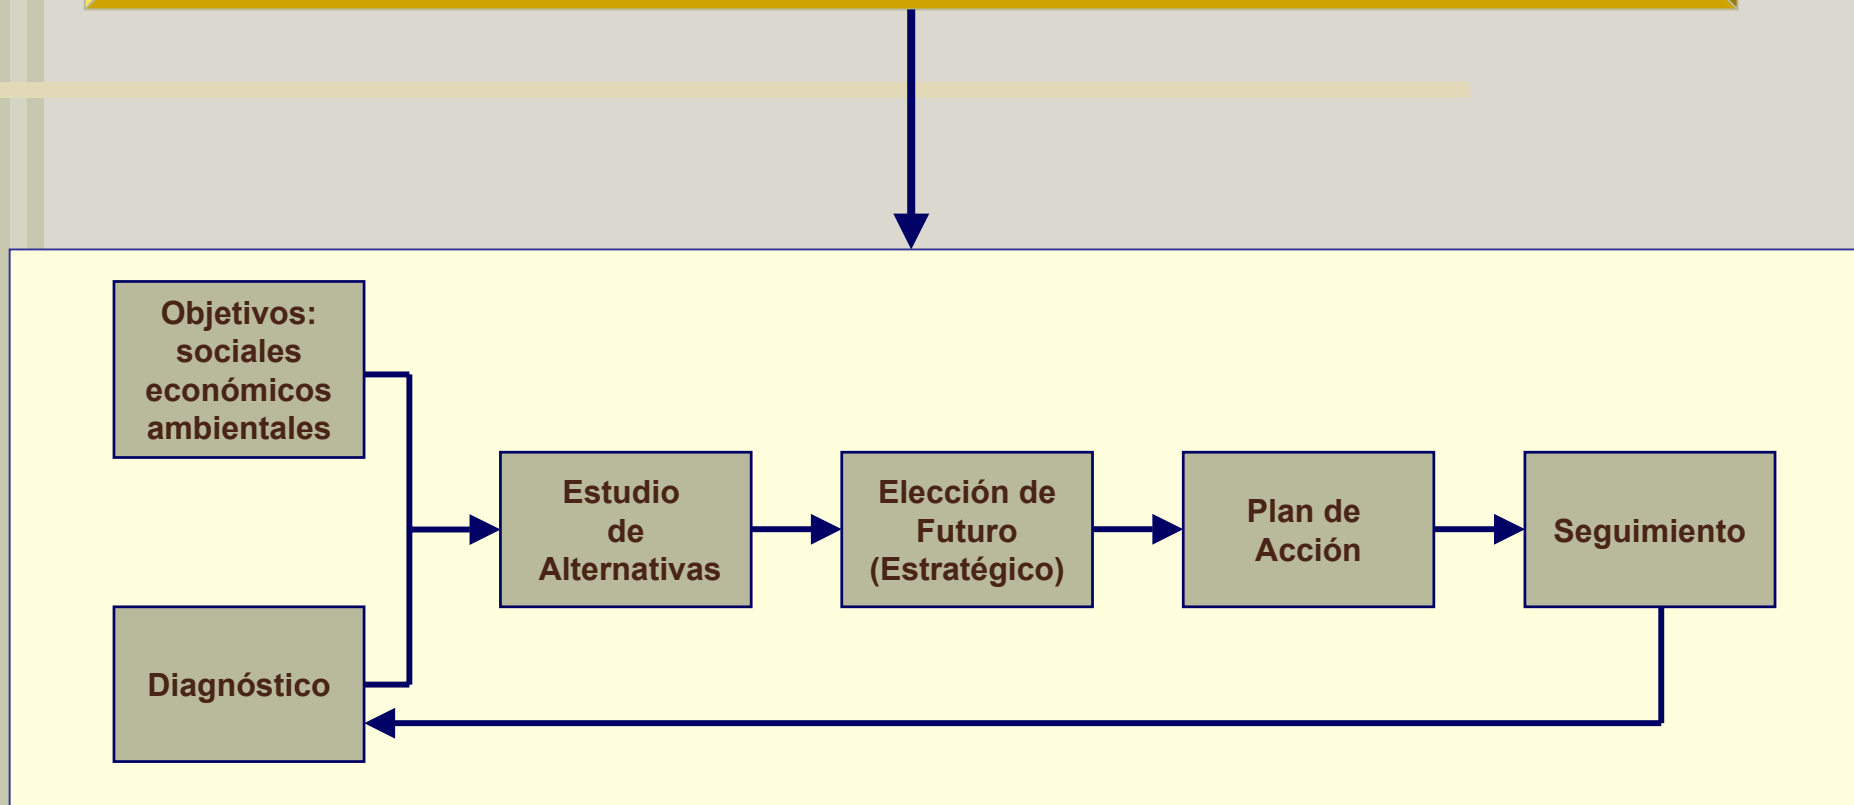 Objetivos:
sociales
económicos
ambientales
Estudio
de
Alternativas
Elección de
Futuro
(Estratégico)
Plan de
Acción
Seguimiento
Diagnóstico